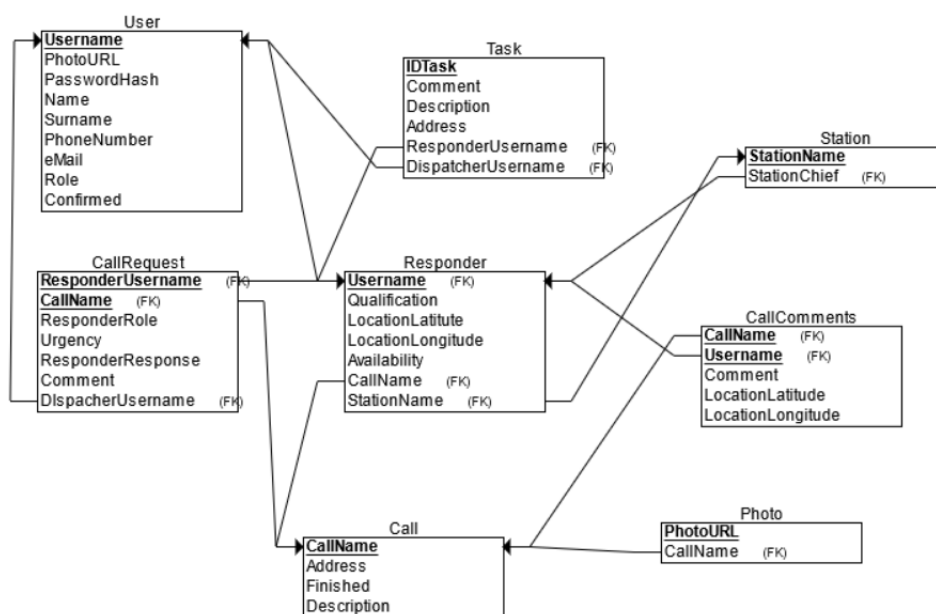 User
Username
PhotoURL
PasswordHash
Name
Surname
PhoneNumber
eMail
Role
Confirmed
Task
IDTask
Comment
Description
Address
ResponderUsername (FK)
DispatcherUsername (FK)
Station
StationName
StationChief (FK)
CallRequest
ResponderUsername (FK)
CallName (FK)
ResponderRole
Urgency
ResponderResponse
Comment
DIspacherUsername (FK)
Responder
Username (FK)
Qualification
LocationLatitute
LocationLongitude
Availability
CallName (FK)
StationName (FK)
CallComments
CallName (FK)
Username (FK)
Comment
LocationLatitude
LocationLongitude
Call
CallName
Address
Finished
Description
Photo
PhotoURL
CallName (FK)